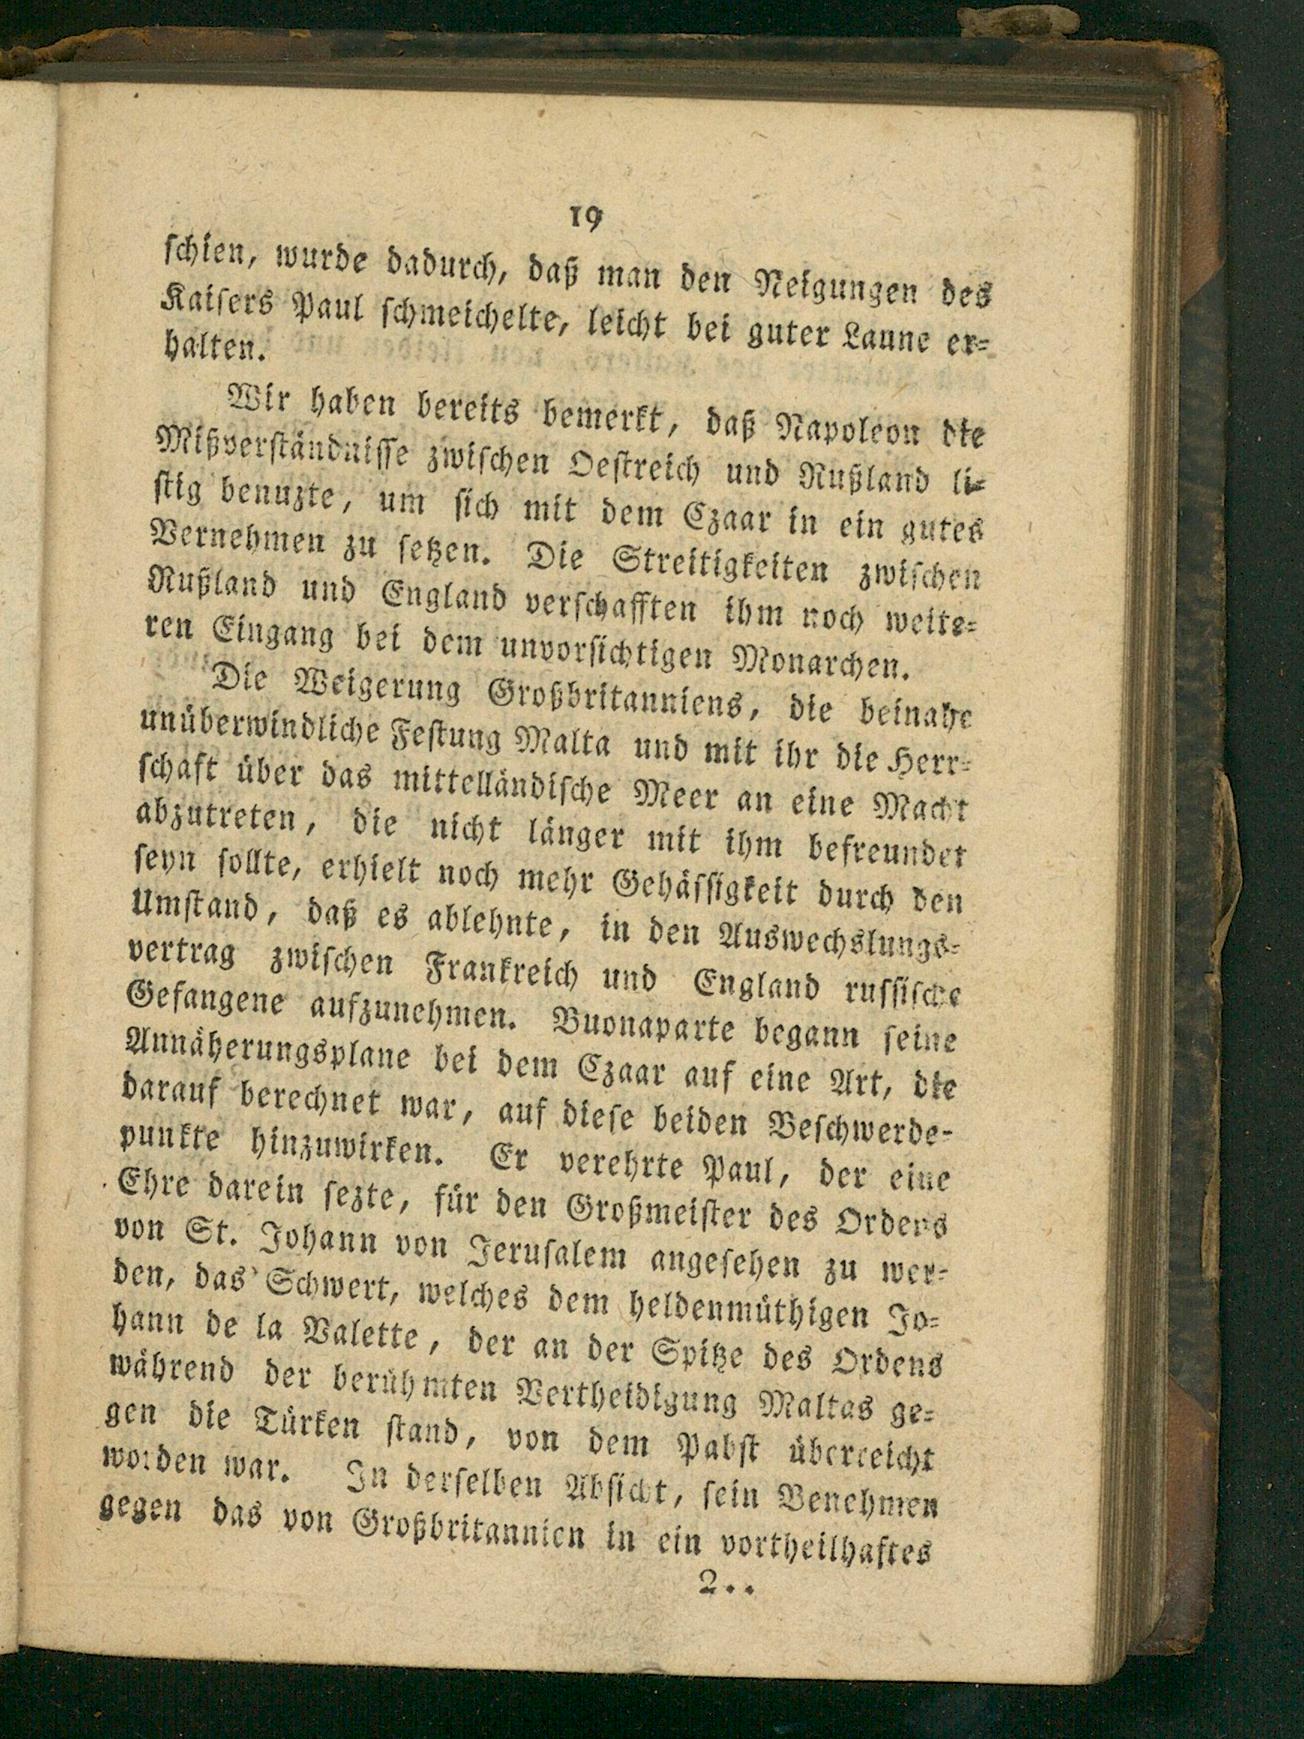 19
ſchien, wurde dadurch, daß man den Neigungen des
Kaiſers Paul ſchmeichelte, leicht bei guter Laune er-
halten.
Wir haben bereits bemerkt, daß Napoleon die
Mißverſtändniſſe zwiſchen Oeſtreich und Rußland li-
ſtig benuzte, um ſich mit dem Czaar in ein gutes
Vernehmen zu ſetzen. Die Streitigkeiten zwiſchen
Rußland und England verſchafften ihm noch weite-
ren Eingang bei dem unvorſichtigen Monarchen.
Die Weigerung Großbritanniens, die beinahe
unüberwindliche Feſtung Malta und mit ihr die Herr-
ſchaft über das mittelländiſche Meer an eine Macht
abzutreten, die nicht länger mit ihm befreundet
ſeyn ſollte, erhielt noch mehr Gehäſſigkeit durch den
Umſtand, daß es ablehnte, in den Auswechslungs-
vertrag zwiſchen Frankreich und England ruſſiſche
Gefangene aufzunehmen. Buonaparte begann ſeine
Annäherungsplane bei dem Czaar auf eine Art, die
darauf berechnet war, auf dieſe beiden Beſchwerde-
punkte hinzuwirken. Er verehrte Paul, der eine
Ehre darein ſezte, für den Großmeiſter des Ordens
von St. Johann von Jeruſalem angeſehen zu wer-
den, das Schwert, welches dem heldenmüthigen Jo-
hann de la Valette, der an der Spitze des Ordens
während der berühmten Vertheidigung Maltas ge-
gen die Türken ſtand, von dem Pabſt überreicht
worden war. In derſelben Abſicht, ſein Benehmen
gegen das von Großbritannien in ein vortheilhaftes
2..